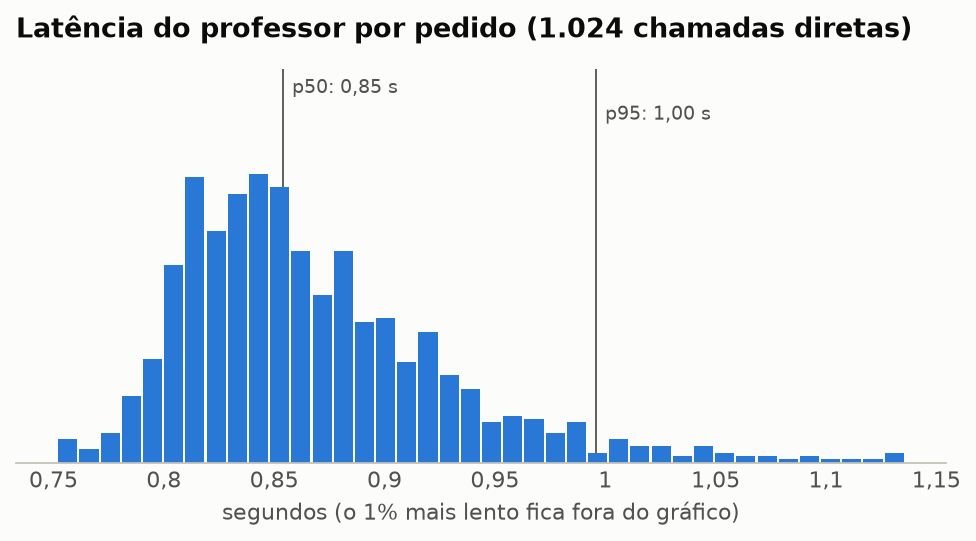 Latência do professor por pedido (1.024 chamadas diretas)
p50: 0,85 s
p95: 1,00 s
0,75 0,8 0,85 0,9 0,95 1 1,05 1,1 1,15
segundos (o 1% mais lento fica fora do gráfico)